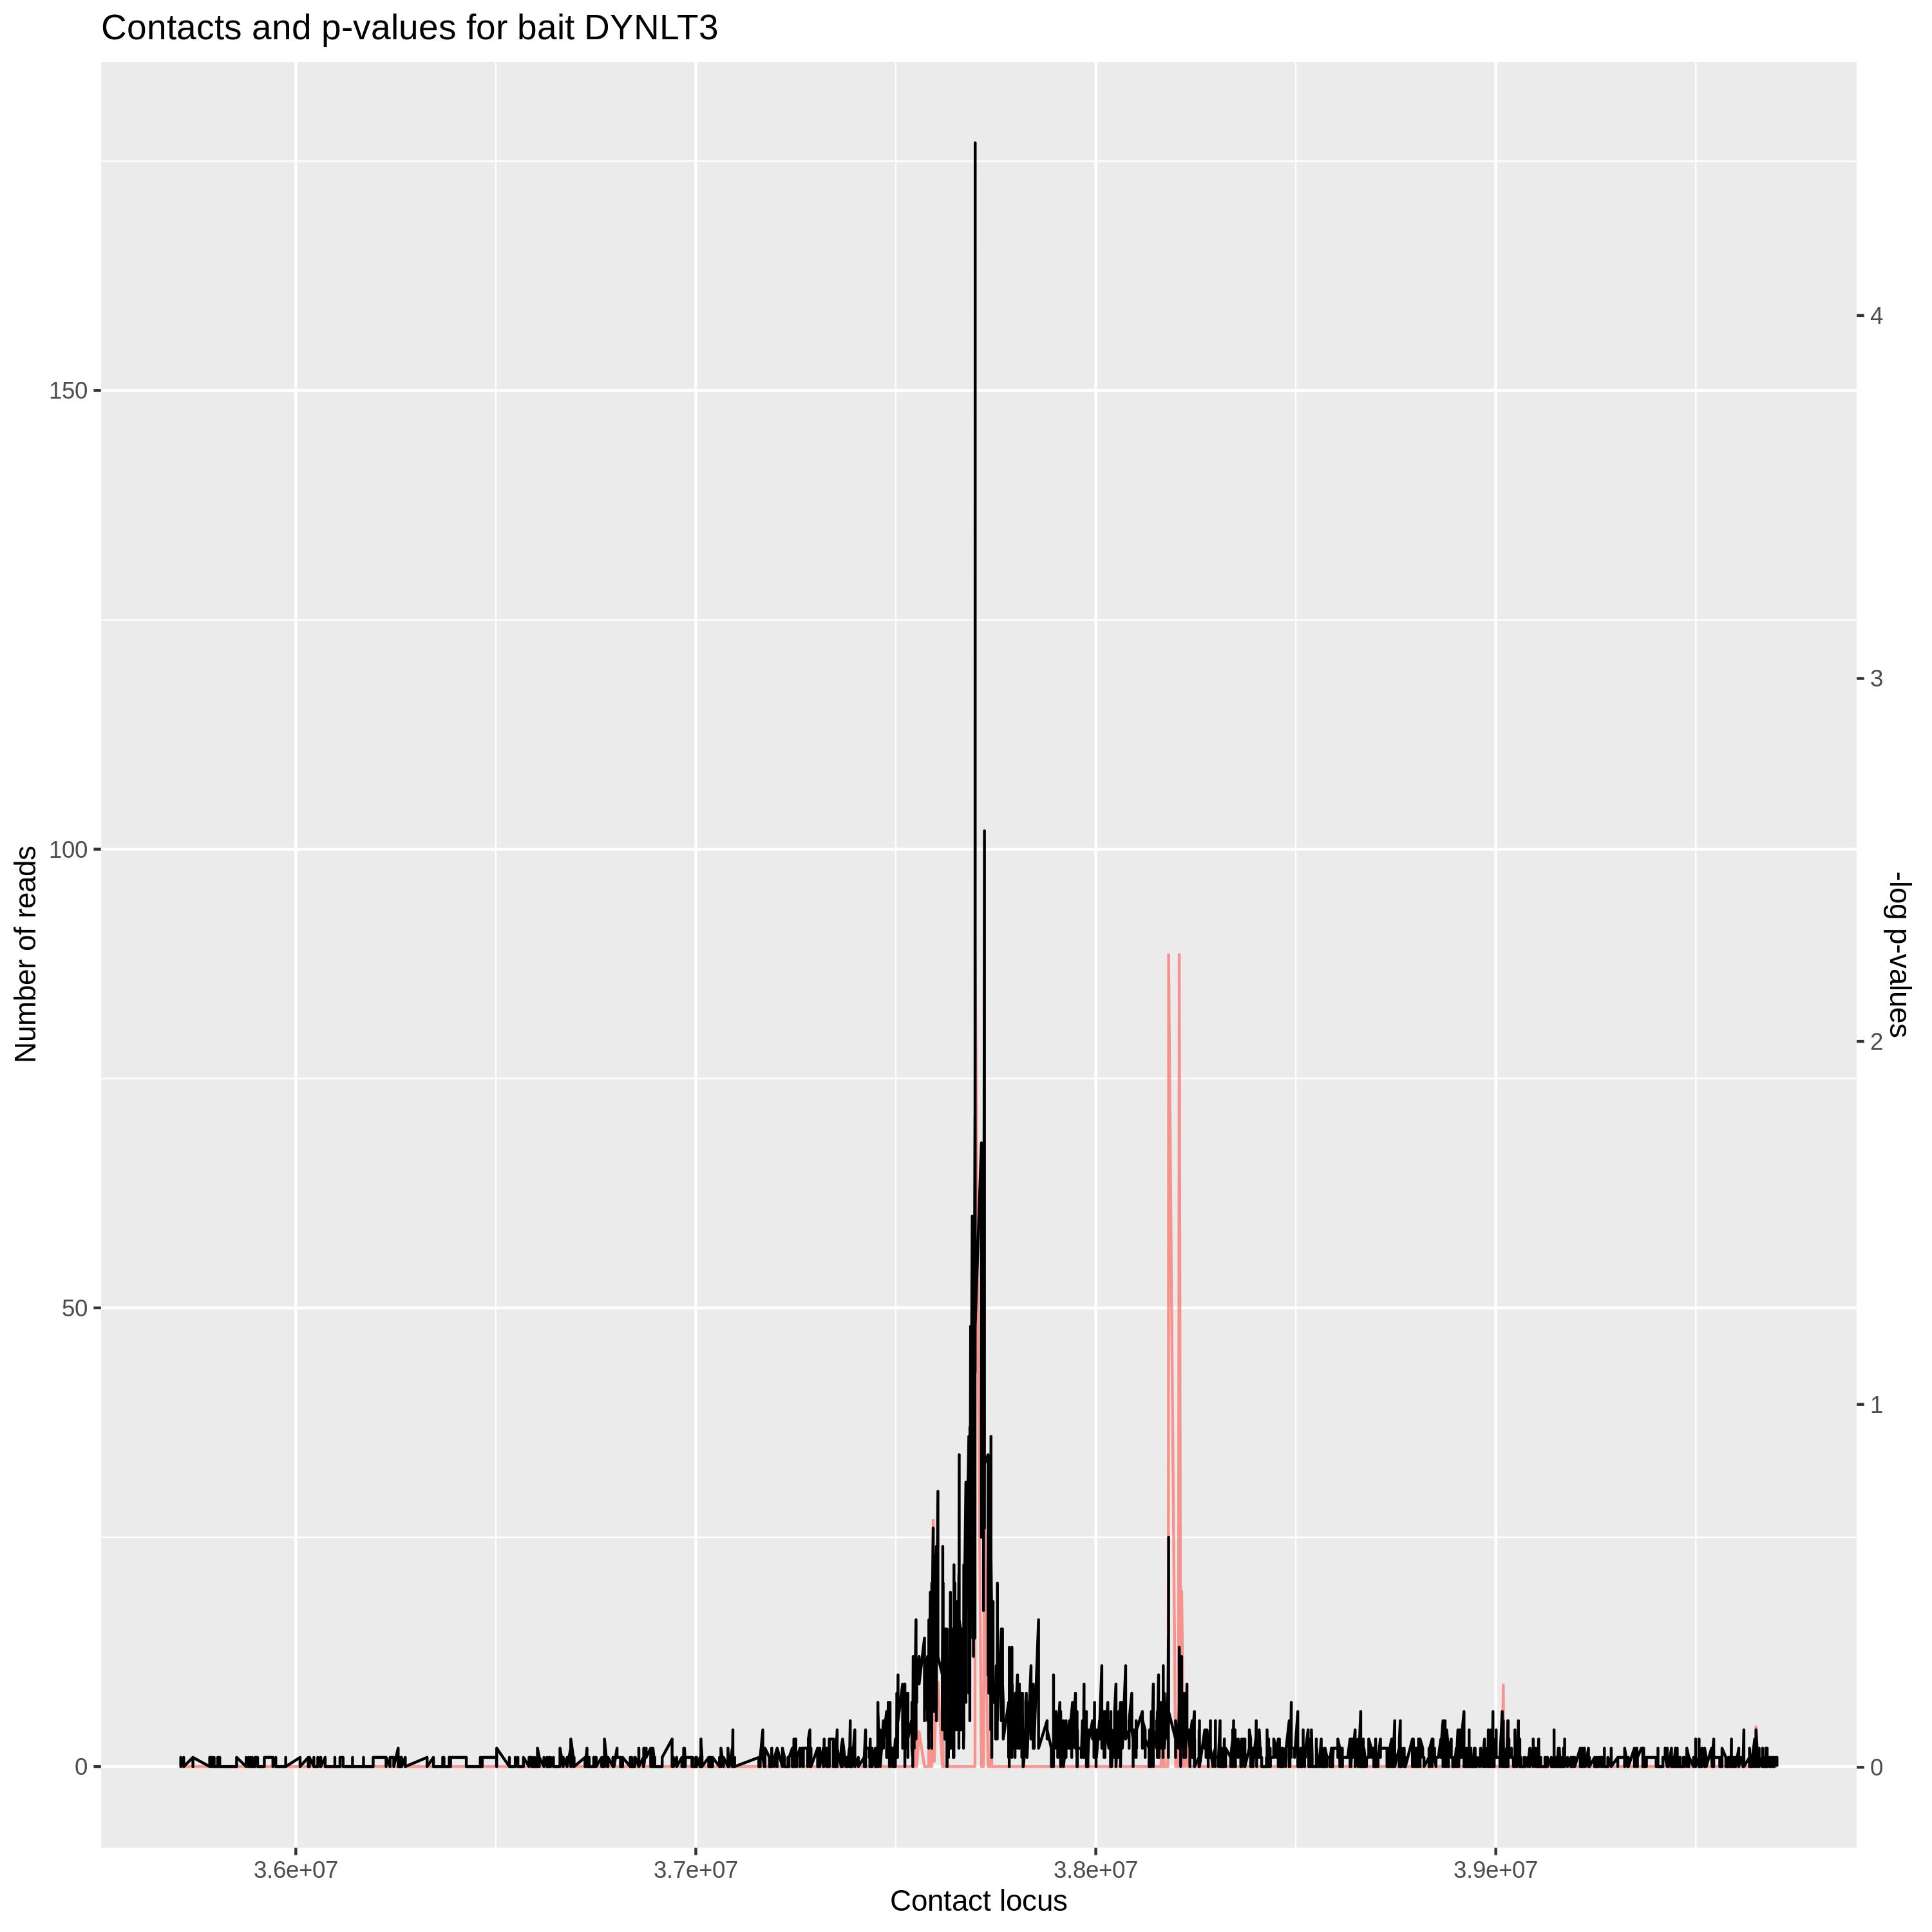 Contacts and p-values for bait DYNLT3
Number of reads
150
100
50
0
4
3
2
1
0
-log p-values
3.6e+07 3.7e+07 3.8e+07 3.9e+07
Contact locus